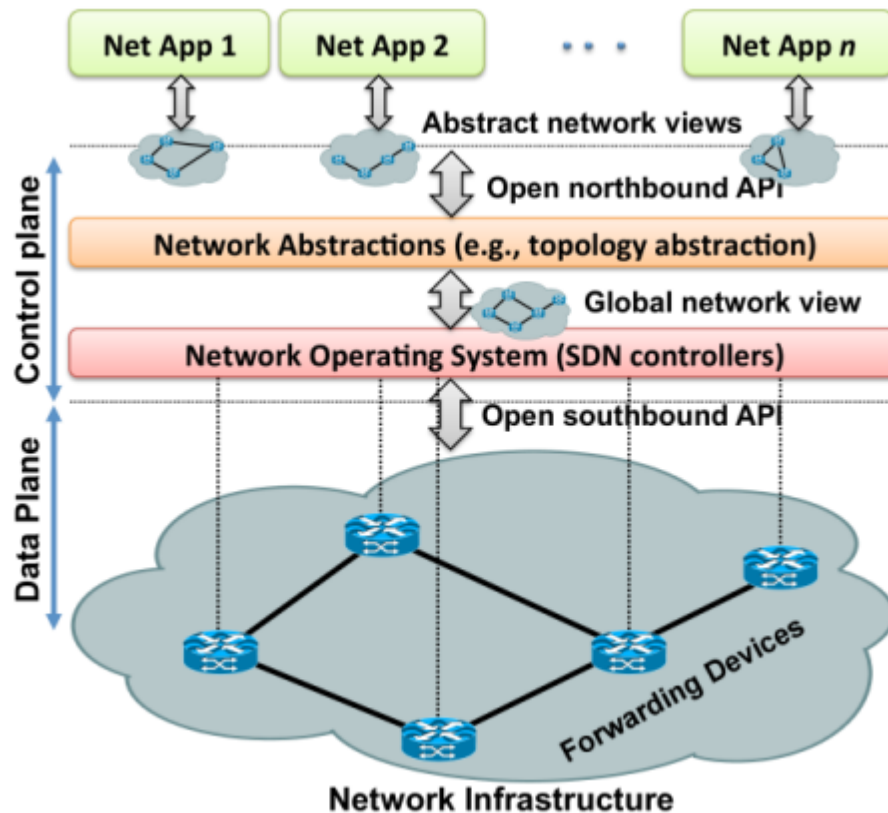 Net App 1
Net App 2
· · ·
Net App n
Abstract network views
Open northbound API
Control plane
Network Abstractions (e.g., topology abstraction)
Global network view
Network Operating System (SDN controllers)
Open southbound API
Data Plane
Forwarding Devices
Network Infrastructure